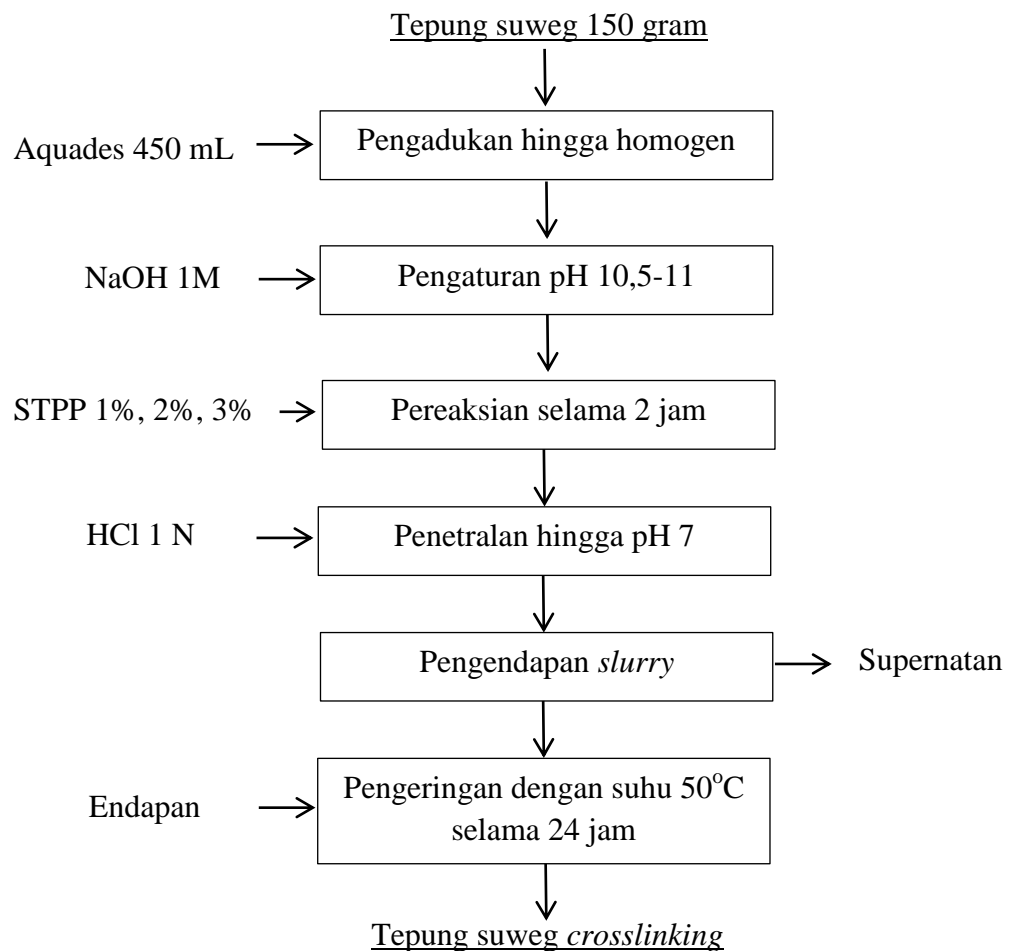 Tepung suweg 150 gram
Aquades 450 mL
Pengadukan hingga homogen
NaOH 1M
Pengaturan pH 10,5-11
STPP 1%, 2%, 3%
Pereaksian selama 2 jam
HCl 1 N
Penetralan hingga pH 7
Pengendapan slurry
Supernatan
Endapan
Pengeringan dengan suhu 50°C
selama 24 jam
Tepung suweg crosslinking